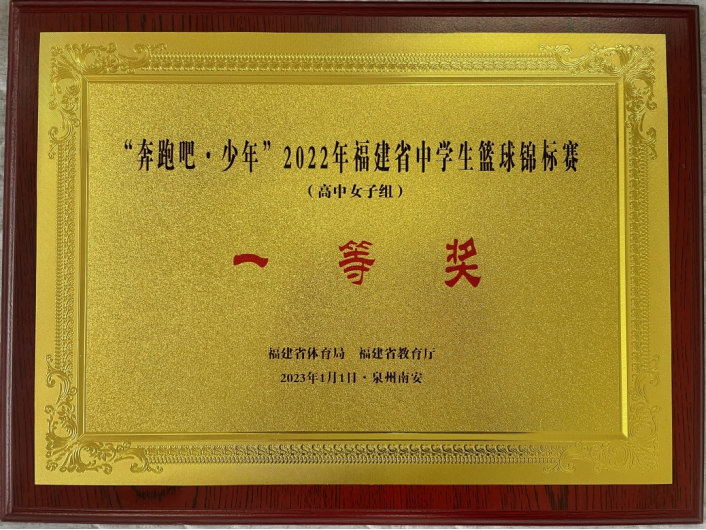 “奔跑吧·少年”2022年福建省中学生篮球锦标赛
（高中女子组）
一等奖
福建省体育局 福建省教育厅
2023年1月1日·泉州南安